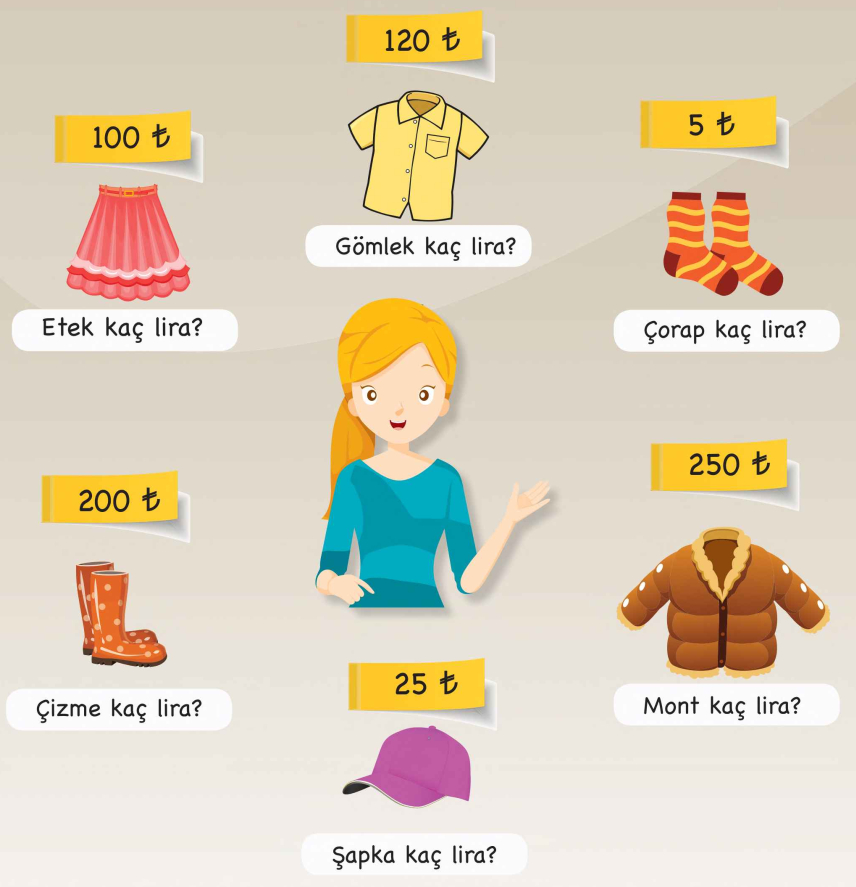 120 ₺
Gömlek kaç lira?
100 ₺
Etek kaç lira?
5 ₺
Çorap kaç lira?
200 ₺
Çizme kaç lira?
250 ₺
Mont kaç lira?
25 ₺
Şapka kaç lira?